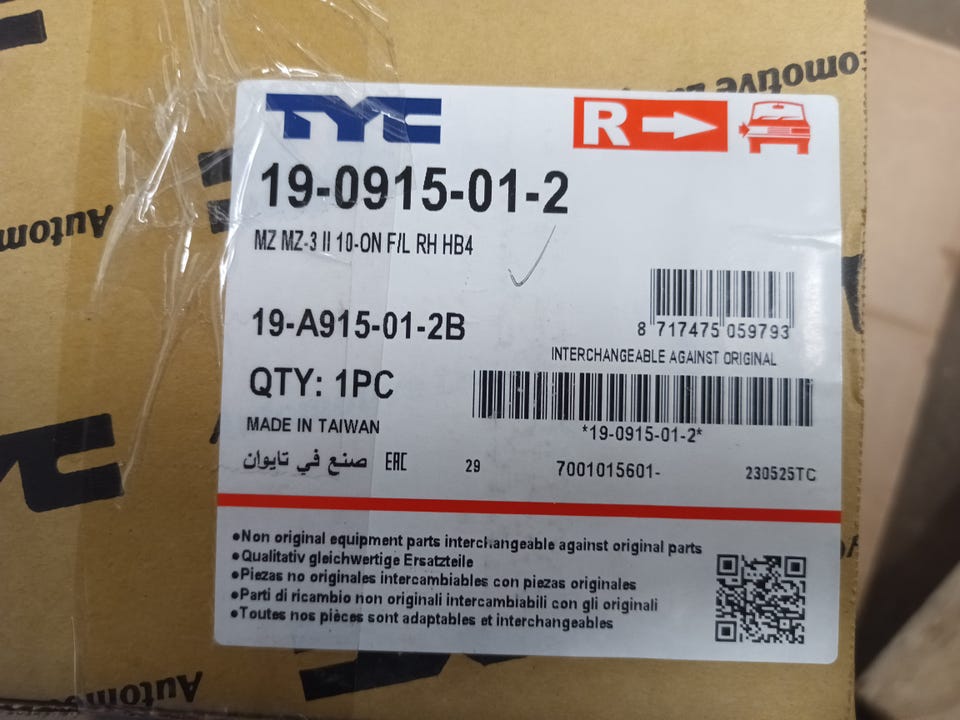 TYC
R
19-0915-01-2
MZ MZ-3 II 10-ON F/L RH HB4
19-A915-01-2B
8 717475 059793
INTERCHANGEABLE AGAINST ORIGINAL
QTY: 1PC
*19-0915-01-2*
MADE IN TAIWAN
صنع في تايوان EAC 29 7001015601- 230525TC
•Non original equipment parts interchangeable against original parts
•Qualitativ gleichwertige Ersatzteile
•Piezas no originales intercambiables con piezas originales
•Parti di ricambio non originali intercambiabili con gli originali
•Toutes nos pièces sont adaptables et interchangeables